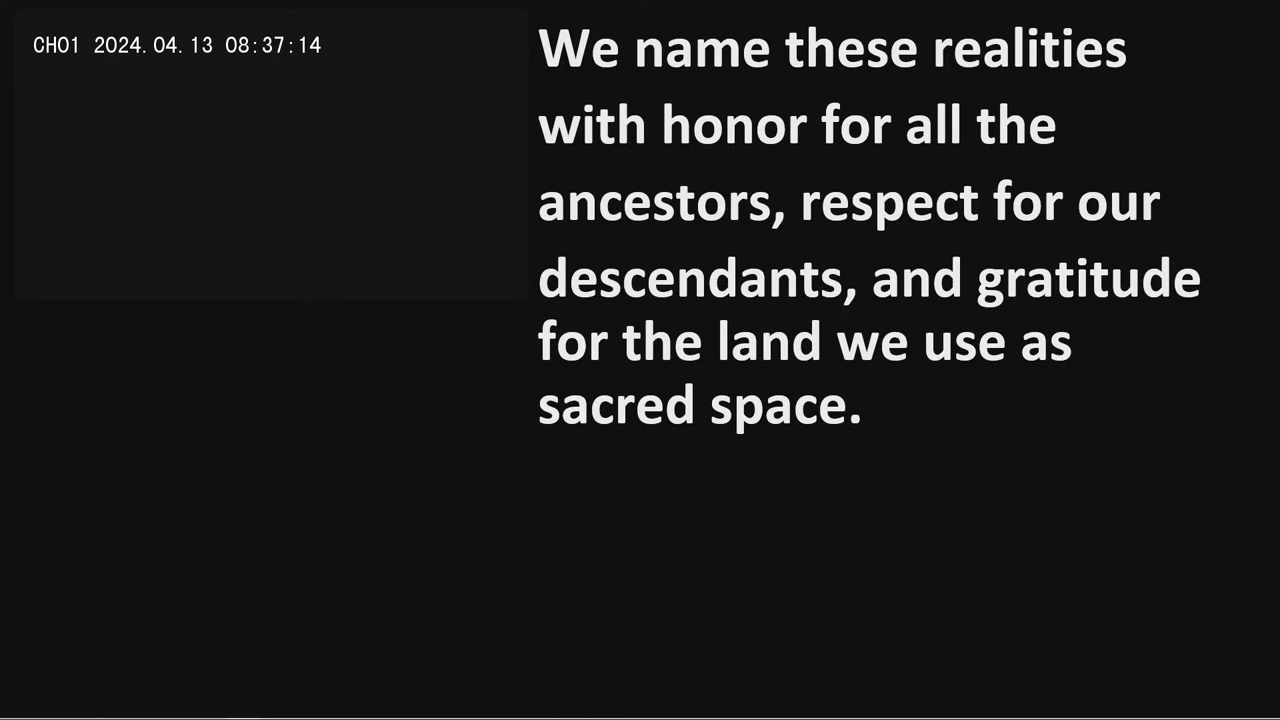 CH01 2024.04.13 08:37:14
We name these realities
with honor for all the
ancestors, respect for our
descendants, and gratitude
for the land we use as
sacred space.